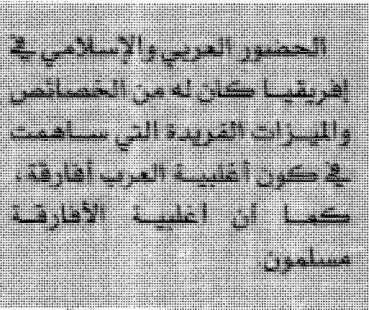 الحضور العربي والإسلامي في
إفريقيا كان له من الخصائص
والميزات الفريدة التي ساهمت
في كون أغلبية العرب أفارقة،
كما أن أغلبية الأفارقة
مسلمون.